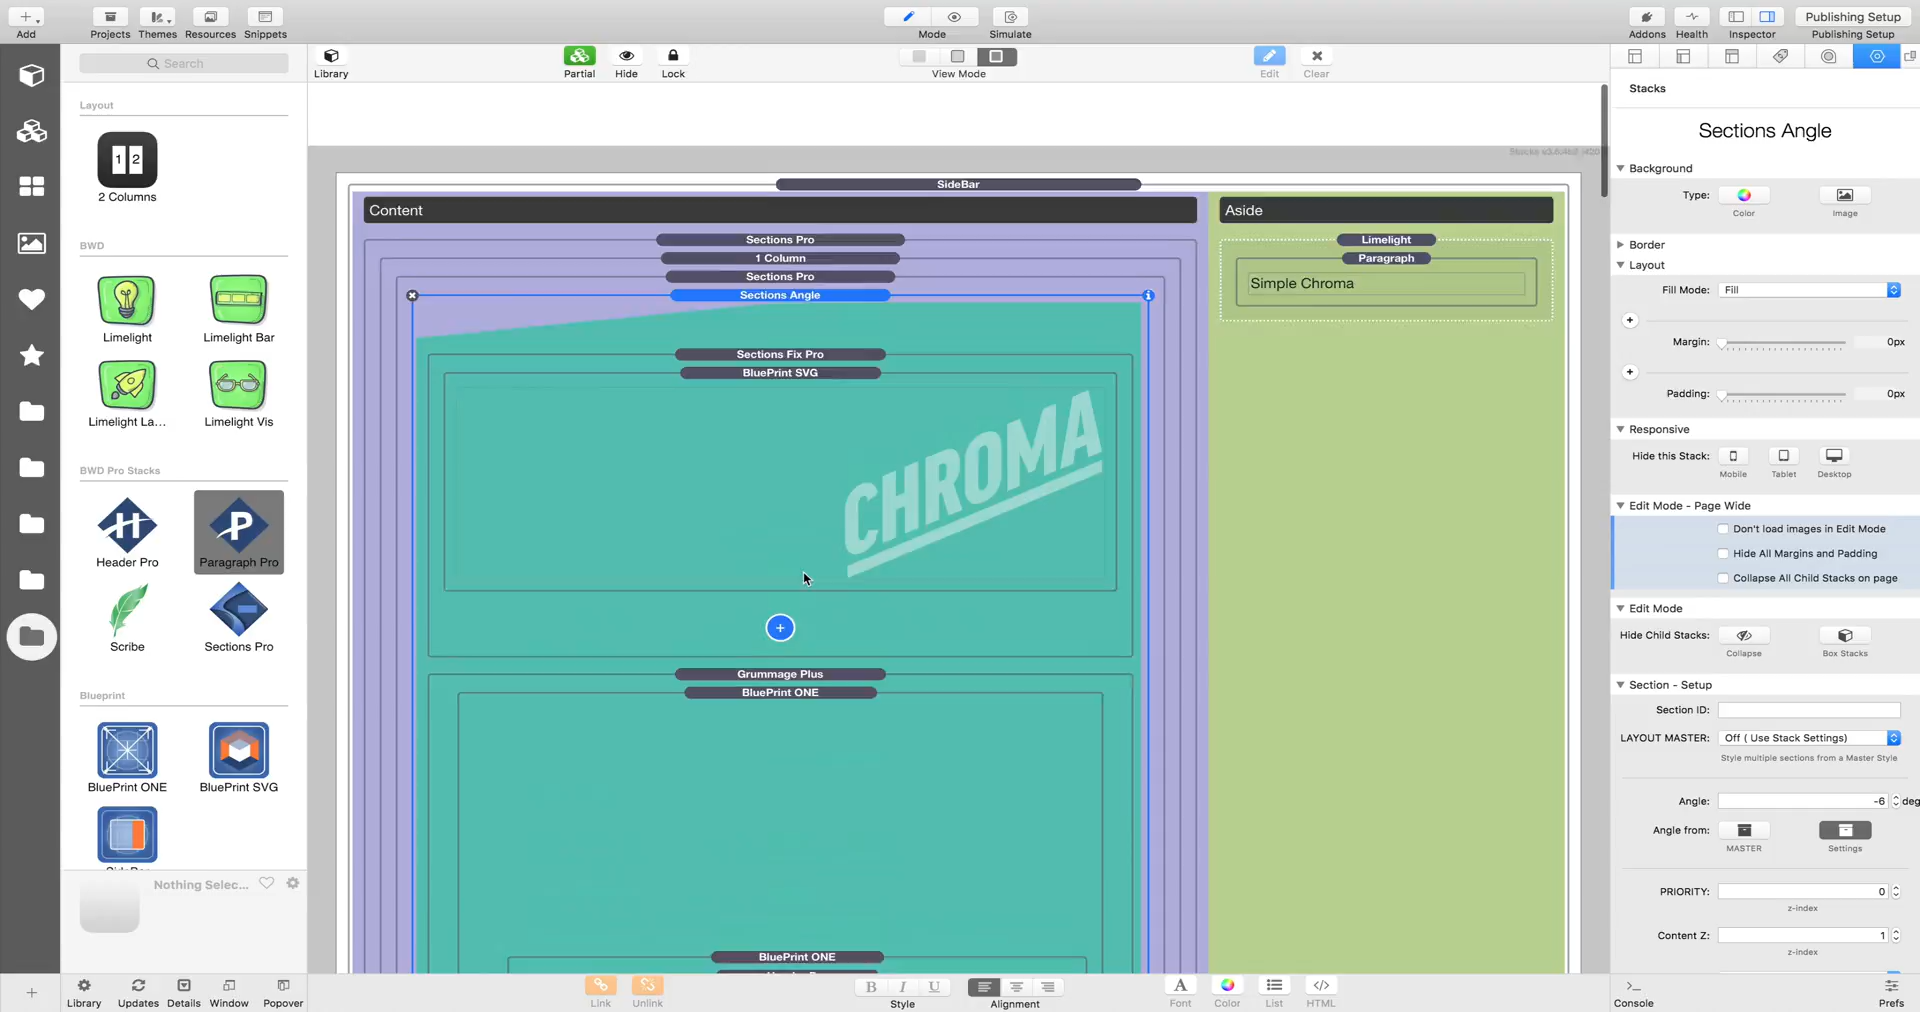 Add
Projects
Themes
Resources
Snippets
Mode
Simulate
Addons
Health
Inspector
Publishing Setup
Publishing Setup
Search
Library
Partial
Hide
Lock
View Mode
Edit
Clear
Layout
1 2
2 Columns
BWD
Limelight
Limelight Bar
Limelight La...
Limelight Vis
BWD Pro Stacks
H
Header Pro
P
Paragraph Pro
Scribe
Sections Pro
Blueprint
BluePrint ONE
BluePrint SVG
Nothing Selec...
Library
Updates
Details
Window
Popover
SideBar
Content
Sections Pro
1 Column
Sections Pro
Sections Angle
Sections Fix Pro
BluePrint SVG
CHROMA
Grummage Plus
BluePrint ONE
BluePrint ONE
Aside
Limelight
Paragraph
Simple Chroma
Link
Unlink
B I U
Style
Alignment
A
Font
Color
List
HTML
Stacks
Sections Angle
Background
Type:
Color
Image
Border
Layout
Fill Mode: Fill
Margin: 0px
Padding: 0px
Responsive
Hide this Stack:
Mobile
Tablet
Desktop
Edit Mode - Page Wide
Don't load images in Edit Mode
Hide All Margins and Padding
Collapse All Child Stacks on page
Edit Mode
Hide Child Stacks:
Collapse
Box Stacks
Section - Setup
Section ID:
LAYOUT MASTER: Off ( Use Stack Settings)
Style multiple sections from a Master Style
Angle: -6 deg
Angle from:
MASTER
Settings
PRIORITY: 0
z-index
Content Z: 1
z-index
Console
Prefs